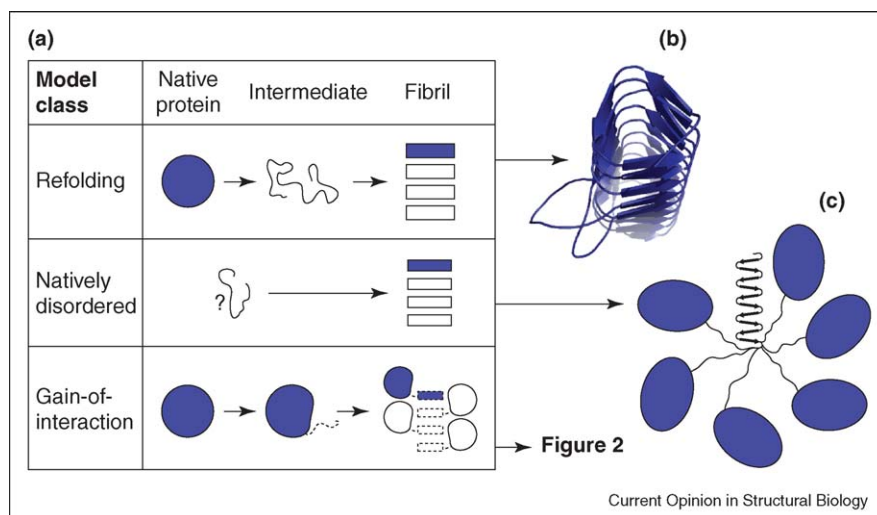 (a)
(b)
Model
class
Native
protein
Intermediate
Fibril
Refolding
(c)
Natively
disordered
?
Gain-of-
interaction
Figure 2
Current Opinion in Structural Biology